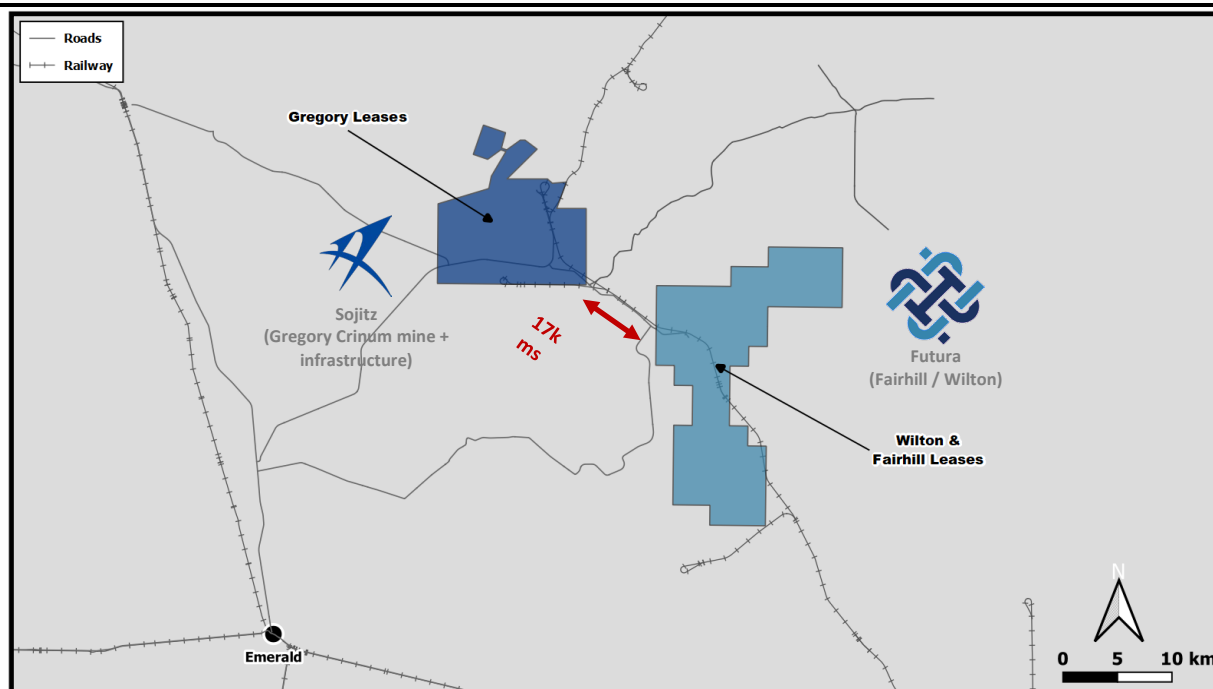 Roads
Railway
Gregory Leases
Sojitz
(Gregory Crinum mine +
infrastructure)
17k
ms
Futura
(Fairhill / Wilton)
Wilton &
Fairhill Leases
Emerald
N
0 5 10 km